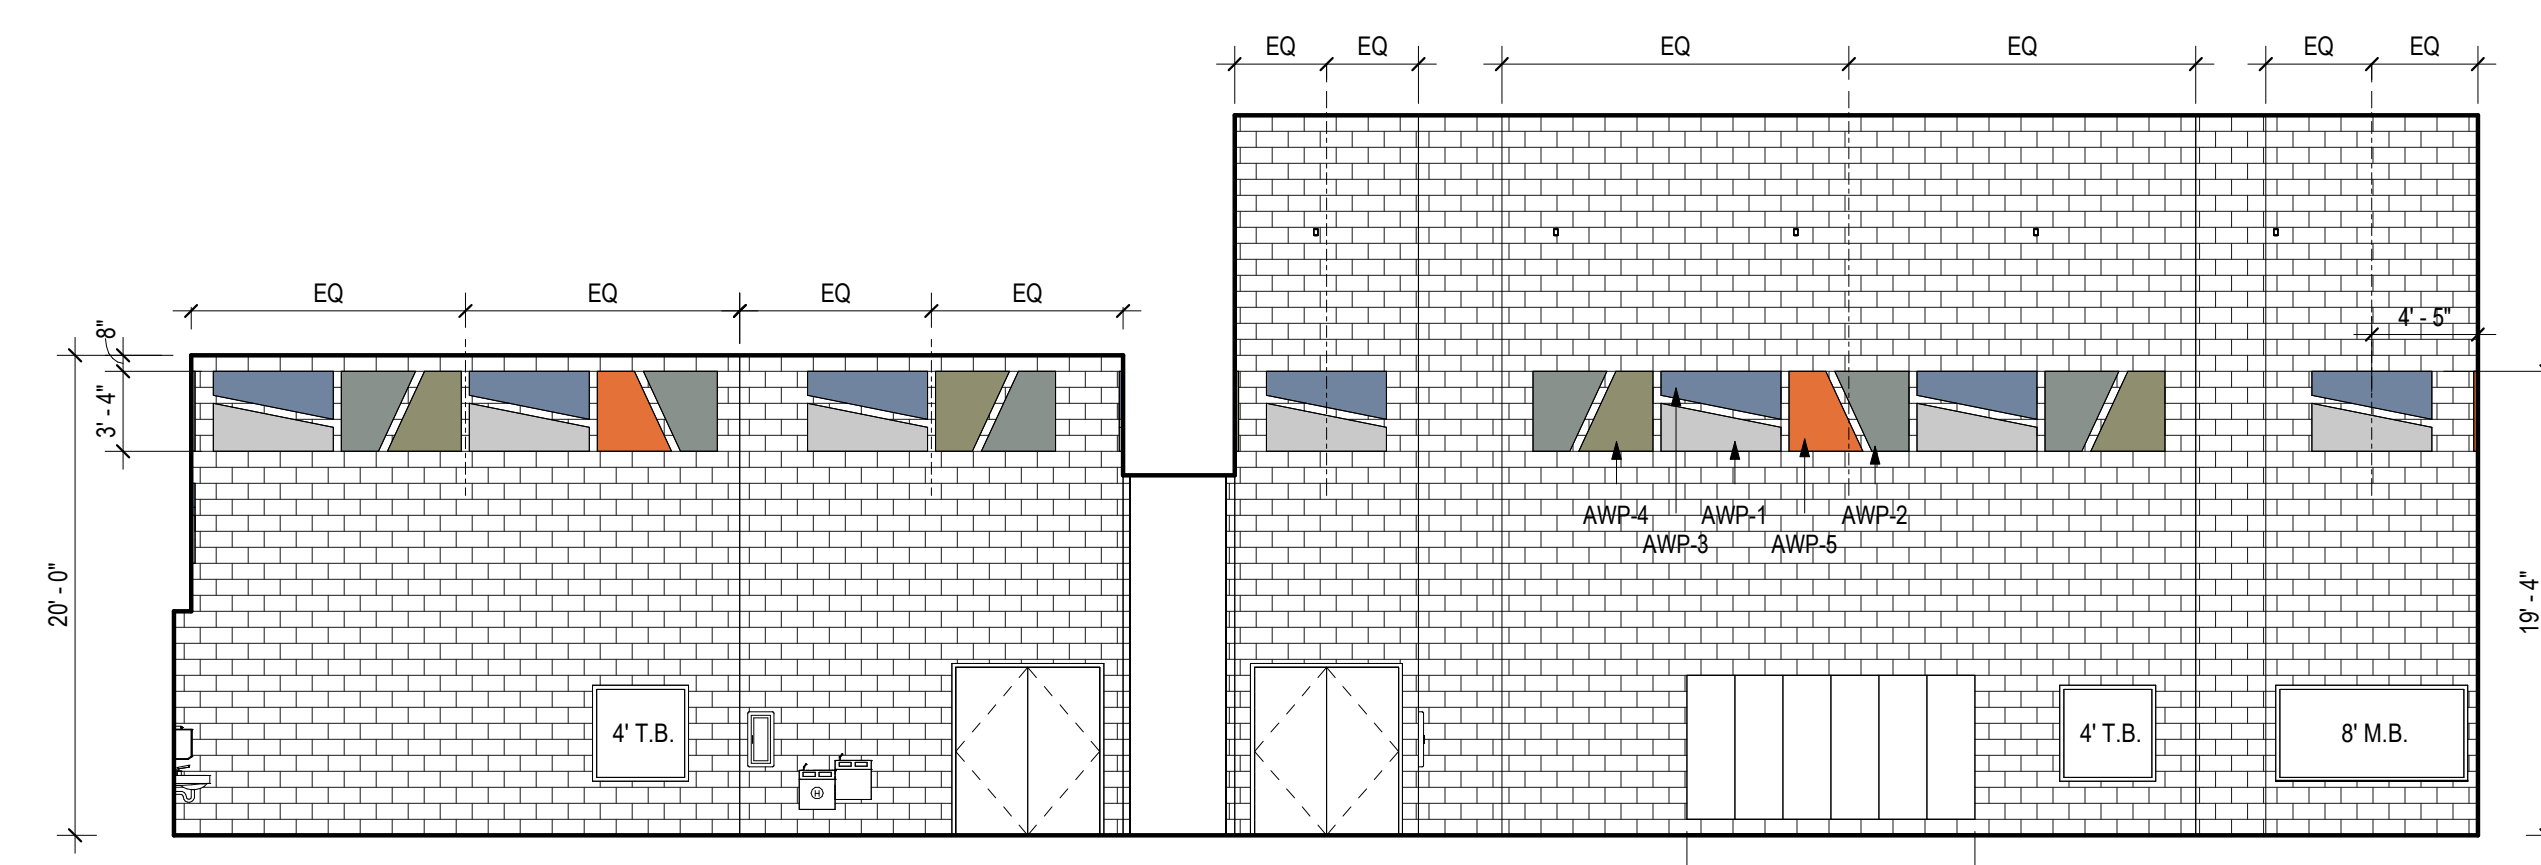 EQ EQ EQ EQ EQ EQ
EQ EQ EQ EQ
8"
4' - 5"
3' - 4"
AWP-4 AWP-1 AWP-2
AWP-3 AWP-5
20' - 0"
19' - 4"
4' T.B. 4' T.B. 8' M.B.
H